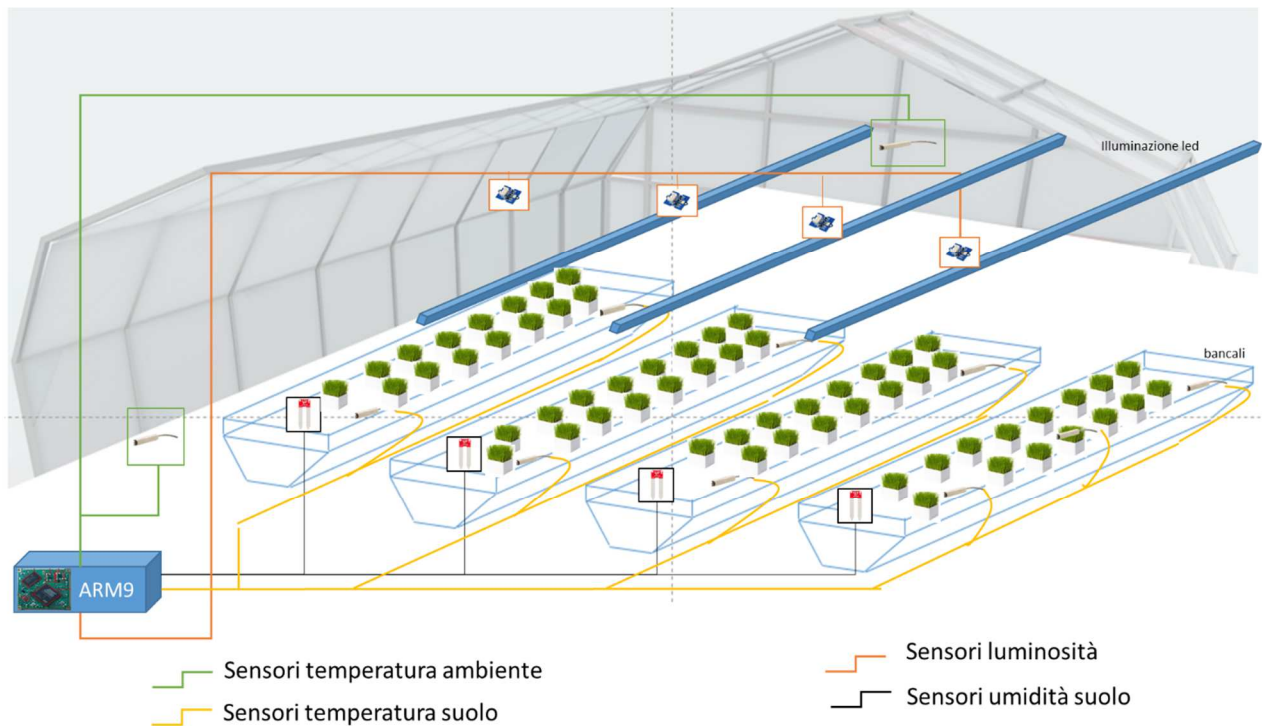 Illuminazione led
bancali
ARM9
Sensori temperatura ambiente
Sensori luminosità
Sensori temperatura suolo
Sensori umidità suolo